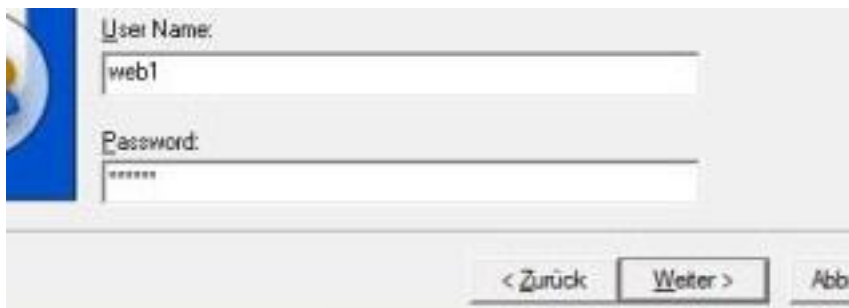 User Name:
web1
Password:
******
< Zurück Weiter > Abb